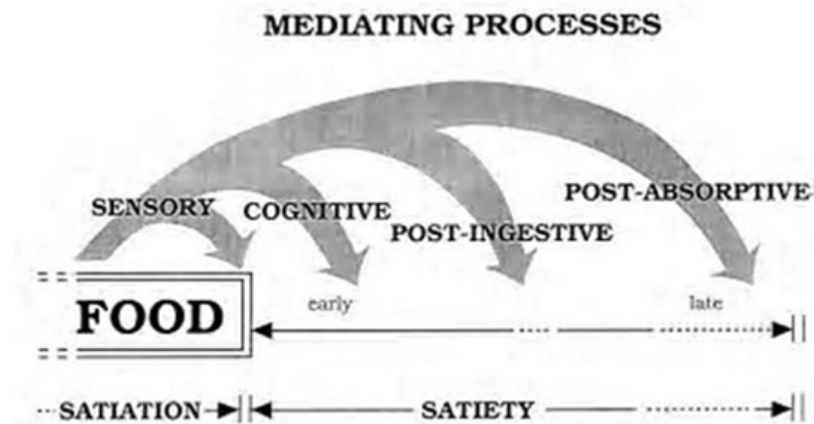 MEDIATING PROCESSES
SENSORY
COGNITIVE
POST-INGESTIVE
POST-ABSORPTIVE
FOOD
early
late
SATIATION
SATIETY